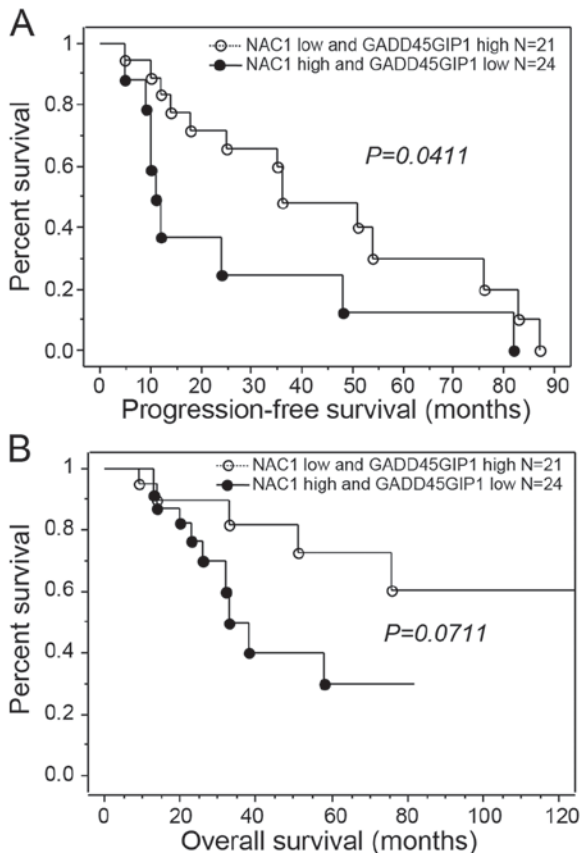 A
NAC1 low and GADD45GIP1 high N=21
NAC1 high and GADD45GIP1 low N=24
P=0.0411
Percent survival
1
0.8
0.6
0.4
0.2
0.0
0 10 20 30 40 50 60 70 80 90
Progression-free survival (months)
B
NAC1 low and GADD45GIP1 high N=21
NAC1 high and GADD45GIP1 low N=24
P=0.0711
Percent survival
1
0.8
0.6
0.4
0.2
0.0
0 20 40 60 80 100 120
Overall survival (months)